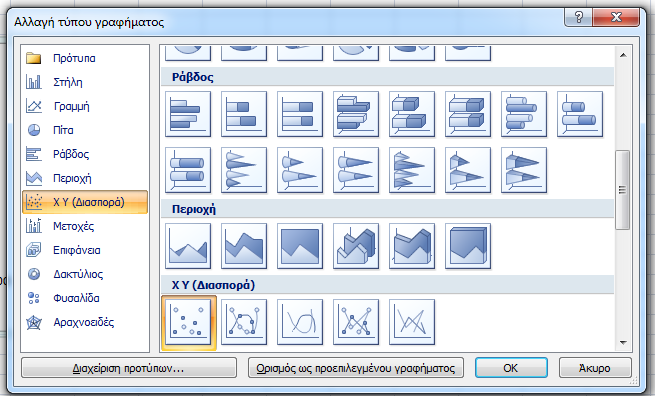 Αλλαγή τύπου γραφήματος
Πρότυπα
Στήλη
Γραμμή
Πίτα
Ράβδος
Περιοχή
X Y (Διασπορά)
Μετοχές
Επιφάνεια
Δακτύλιος
Φυσαλίδα
Αραχνοειδές
Ράβδος
Περιοχή
X Y (Διασπορά)
Διαχείριση προτύπων...
Ορισμός ως προεπιλεγμένου γραφήματος
OK
Άκυρο